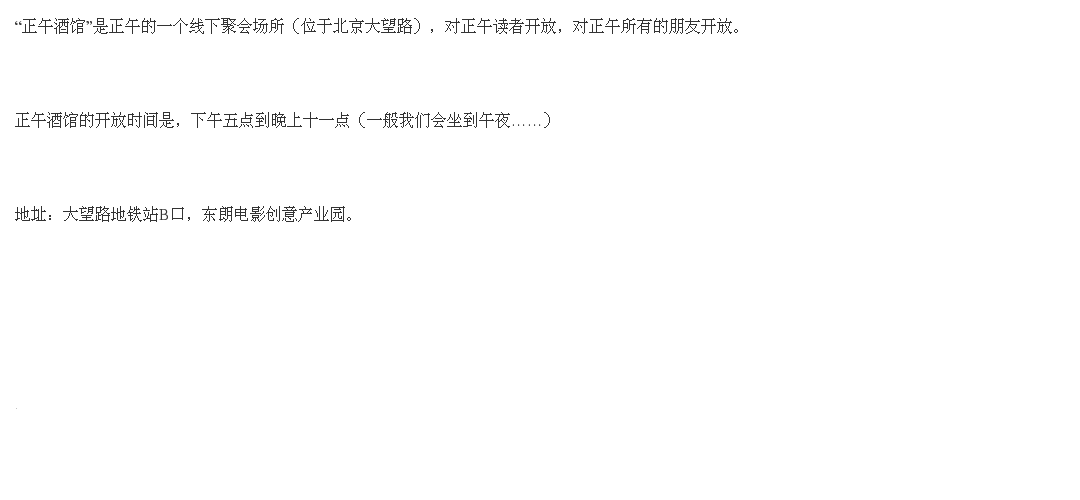 “正午酒馆”是正午的一个线下聚会场所（位于北京大望路），对正午读者开放，对正午所有的朋友开放。
正午酒馆的开放时间是，下午五点到晚上十一点（一般我们会坐到午夜……）
地址：大望路地铁站B口，东朗电影创意产业园。